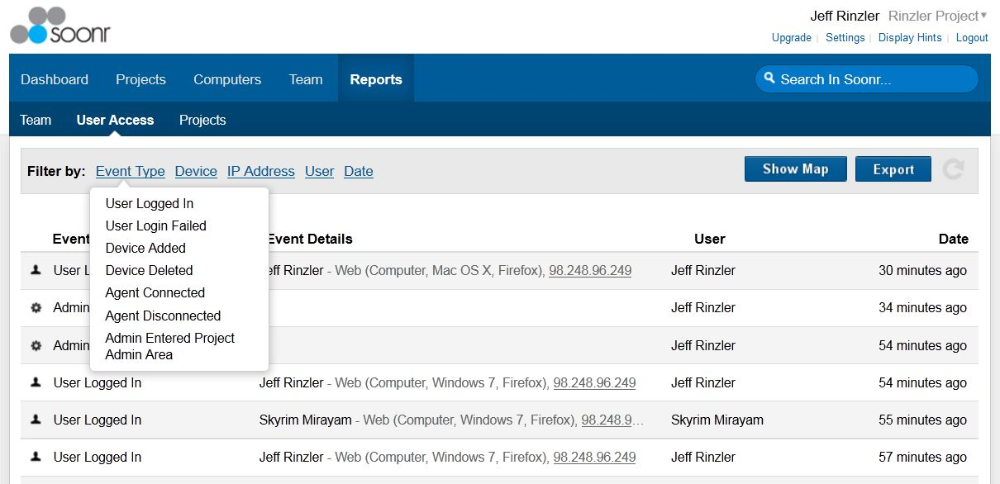 soonr
Jeff Rinzler Rinzler Project
Upgrade Settings Display Hints Logout
Dashboard Projects Computers Team Reports Search In Soonr...
Team User Access Projects
Filter by: Event Type Device IP Address User Date Show Map Export
User Logged In
User Login Failed
Device Added
Device Deleted
Agent Connected
Agent Disconnected
Admin Entered Project
Admin Area
Event Event Details User Date
User L eff Rinzler - Web (Computer, Mac OS X, Firefox), 98.248.96.249 Jeff Rinzler 30 minutes ago
Admin Jeff Rinzler 34 minutes ago
Admin Jeff Rinzler 54 minutes ago
User Logged In Jeff Rinzler - Web (Computer, Windows 7, Firefox), 98.248.96.249 Jeff Rinzler 54 minutes ago
User Logged In Skyrim Mirayam - Web (Computer, Windows 7, Firefox), 98.248.9... Skyrim Mirayam 55 minutes ago
User Logged In Jeff Rinzler - Web (Computer, Windows 7, Firefox), 98.248.96.249 Jeff Rinzler 57 minutes ago